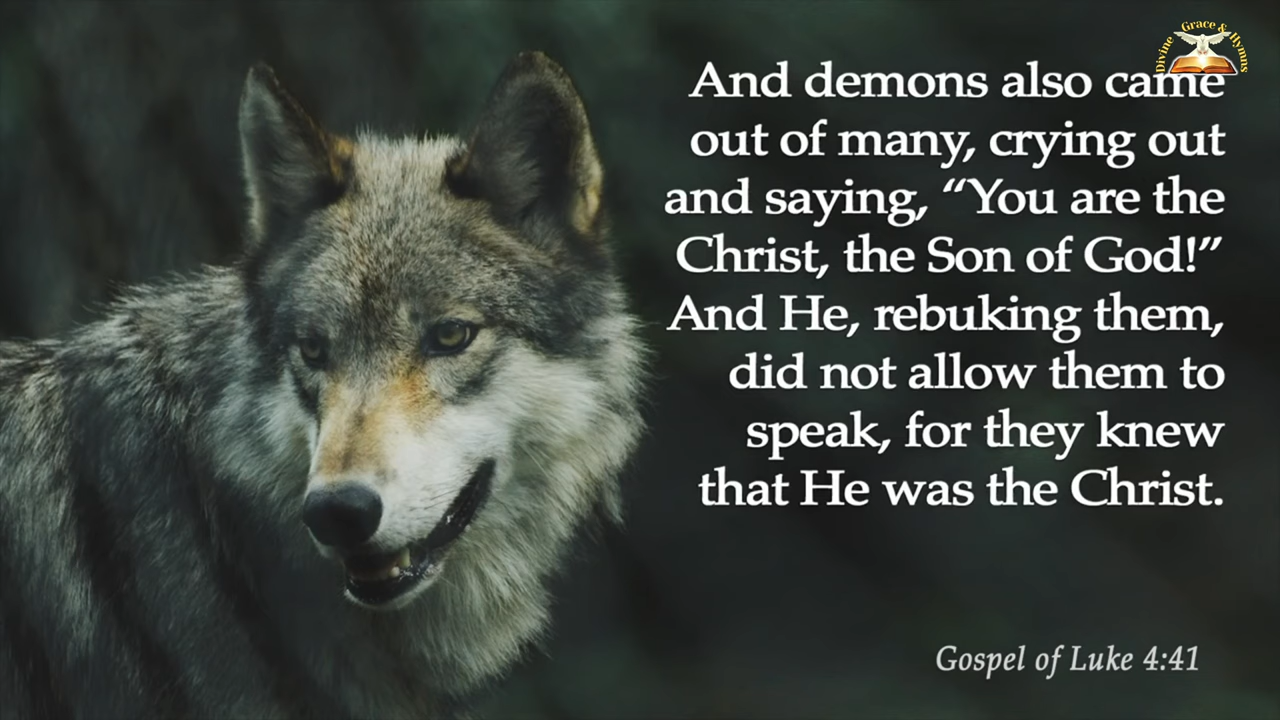 Divine Grace & Hymns
And demons also came
out of many, crying out
and saying, “You are the
Christ, the Son of God!”
And He, rebuking them,
did not allow them to
speak, for they knew
that He was the Christ.
Gospel of Luke 4:41